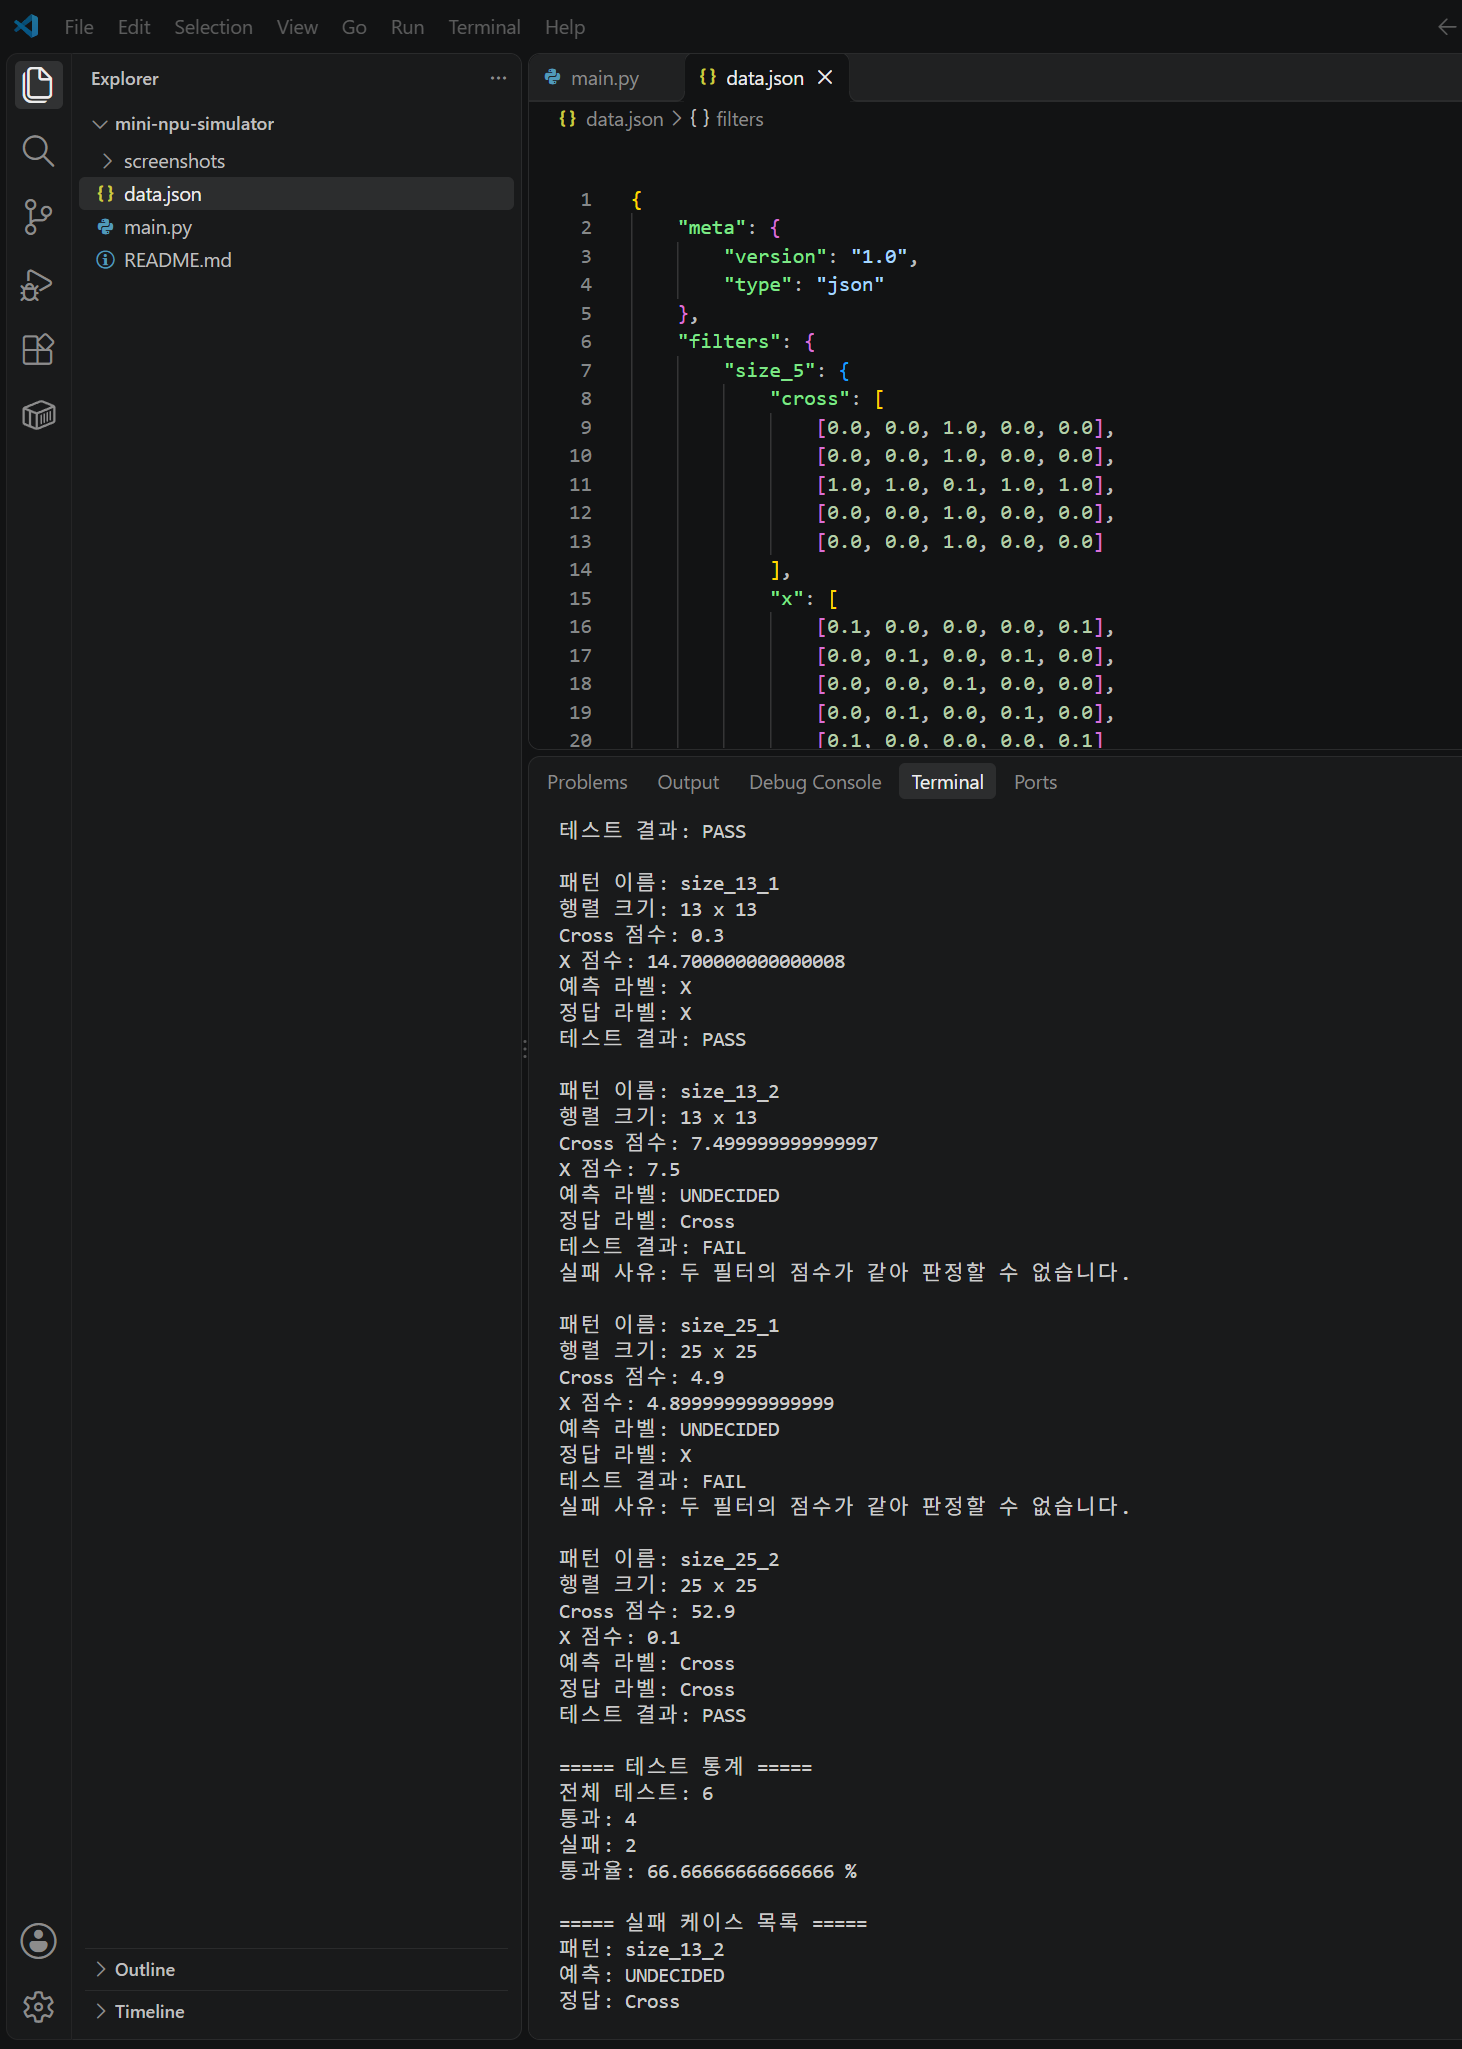 File Edit Selection View Go Run Terminal Help
Explorer
mini-npu-simulator
screenshots
data.json
main.py
README.md
Outline
Timeline
main.py
data.json
data.json > {} filters
1 {
2 "meta": {
3 "version": "1.0",
4 "type": "json"
5 },
6 "filters": {
7 "size_5": {
8 "cross": [
9 [0.0, 0.0, 1.0, 0.0, 0.0],
10 [0.0, 0.0, 1.0, 0.0, 0.0],
11 [1.0, 1.0, 0.1, 1.0, 1.0],
12 [0.0, 0.0, 1.0, 0.0, 0.0],
13 [0.0, 0.0, 1.0, 0.0, 0.0]
14 ],
15 "x": [
16 [0.1, 0.0, 0.0, 0.0, 0.1],
17 [0.0, 0.1, 0.0, 0.1, 0.0],
18 [0.0, 0.0, 0.1, 0.0, 0.0],
19 [0.0, 0.1, 0.0, 0.1, 0.0],
20 [0.1, 0.0, 0.0, 0.0, 0.1]
Problems Output Debug Console Terminal Ports
테스트 결과: PASS
패턴 이름: size_13_1
행렬 크기: 13 x 13
Cross 점수: 0.3
X 점수: 14.700000000000008
예측 라벨: X
정답 라벨: X
테스트 결과: PASS
패턴 이름: size_13_2
행렬 크기: 13 x 13
Cross 점수: 7.499999999999997
X 점수: 7.5
예측 라벨: UNDECIDED
정답 라벨: Cross
테스트 결과: FAIL
실패 사유: 두 필터의 점수가 같아 판정할 수 없습니다.
패턴 이름: size_25_1
행렬 크기: 25 x 25
Cross 점수: 4.9
X 점수: 4.899999999999999
예측 라벨: UNDECIDED
정답 라벨: X
테스트 결과: FAIL
실패 사유: 두 필터의 점수가 같아 판정할 수 없습니다.
패턴 이름: size_25_2
행렬 크기: 25 x 25
Cross 점수: 52.9
X 점수: 0.1
예측 라벨: Cross
정답 라벨: Cross
테스트 결과: PASS
===== 테스트 통계 =====
전체 테스트: 6
통과: 4
실패: 2
통과율: 66.66666666666666 %
===== 실패 케이스 목록 =====
패턴: size_13_2
예측: UNDECIDED
정답: Cross